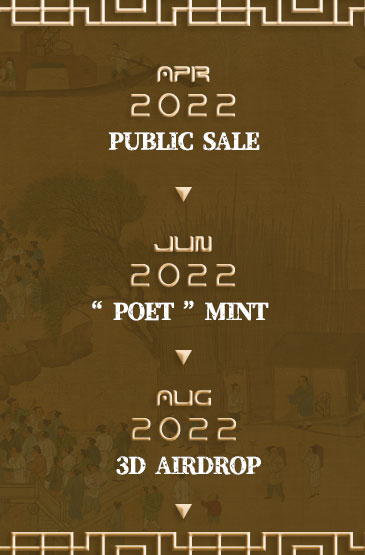 APR
2022
PUBLIC SALE
JUN
2022
“ POET ” MINT
AUG
2022
3D AIRDROP